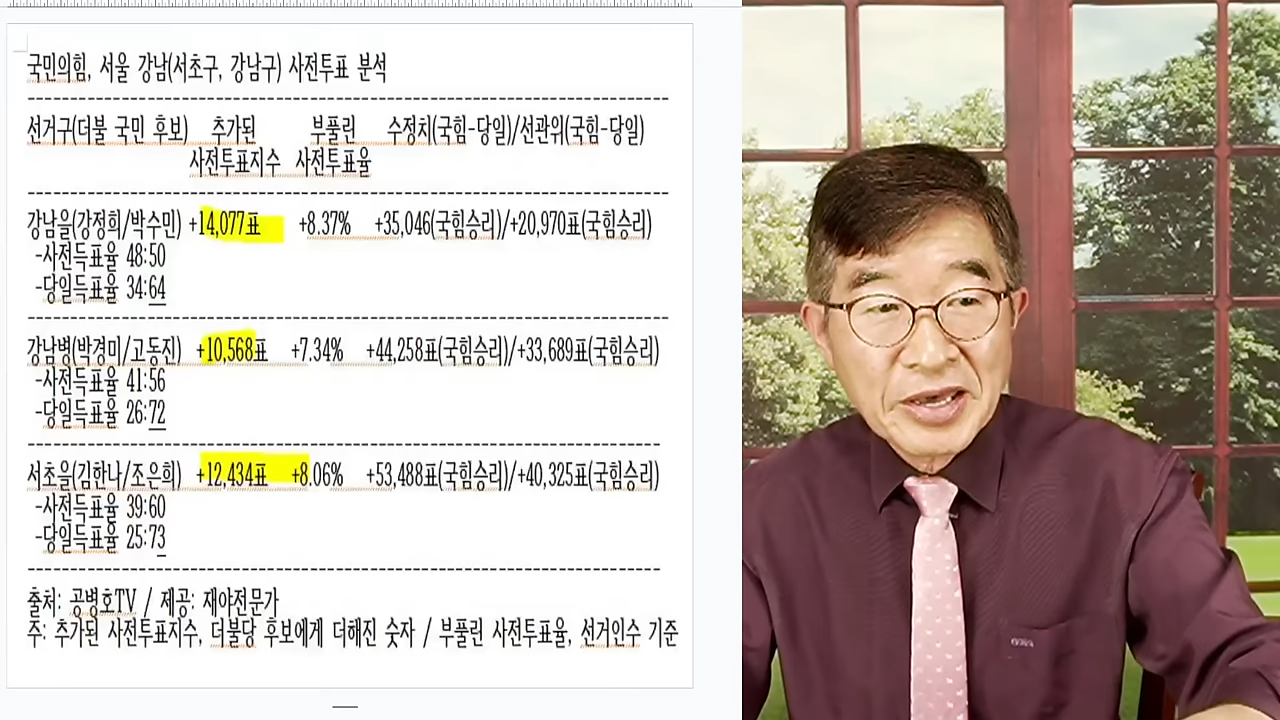 국민의힘, 서울 강남(서초구, 강남구) 사전투표 분석
선거구(더불 국민 후보) 추가된 부풀린 수정치(국힘-당일)/선관위(국힘-당일)
사전투표지수 사전투표율
강남을(강정희/박수민) +14,077표 +8.37% +35,046(국힘승리)/+20,970표(국힘승리)
-사전득표율 48:50
-당일득표율 34:64
강남병(박경미/고동진) +10,568표 +7.34% +44,258표(국힘승리)/+33,689표(국힘승리)
-사전득표율 41:56
-당일득표율 26:72
서초을(김한나/조은희) +12,434표 +8.06% +53,488표(국힘승리)/+40,325표(국힘승리)
-사전득표율 39:60
-당일득표율 25:73
출처: 공병호TV / 제공: 재야전문가
주: 추가된 사전투표지수, 더불당 후보에게 더해진 숫자 / 부풀린 사전투표율, 선거인수 기준